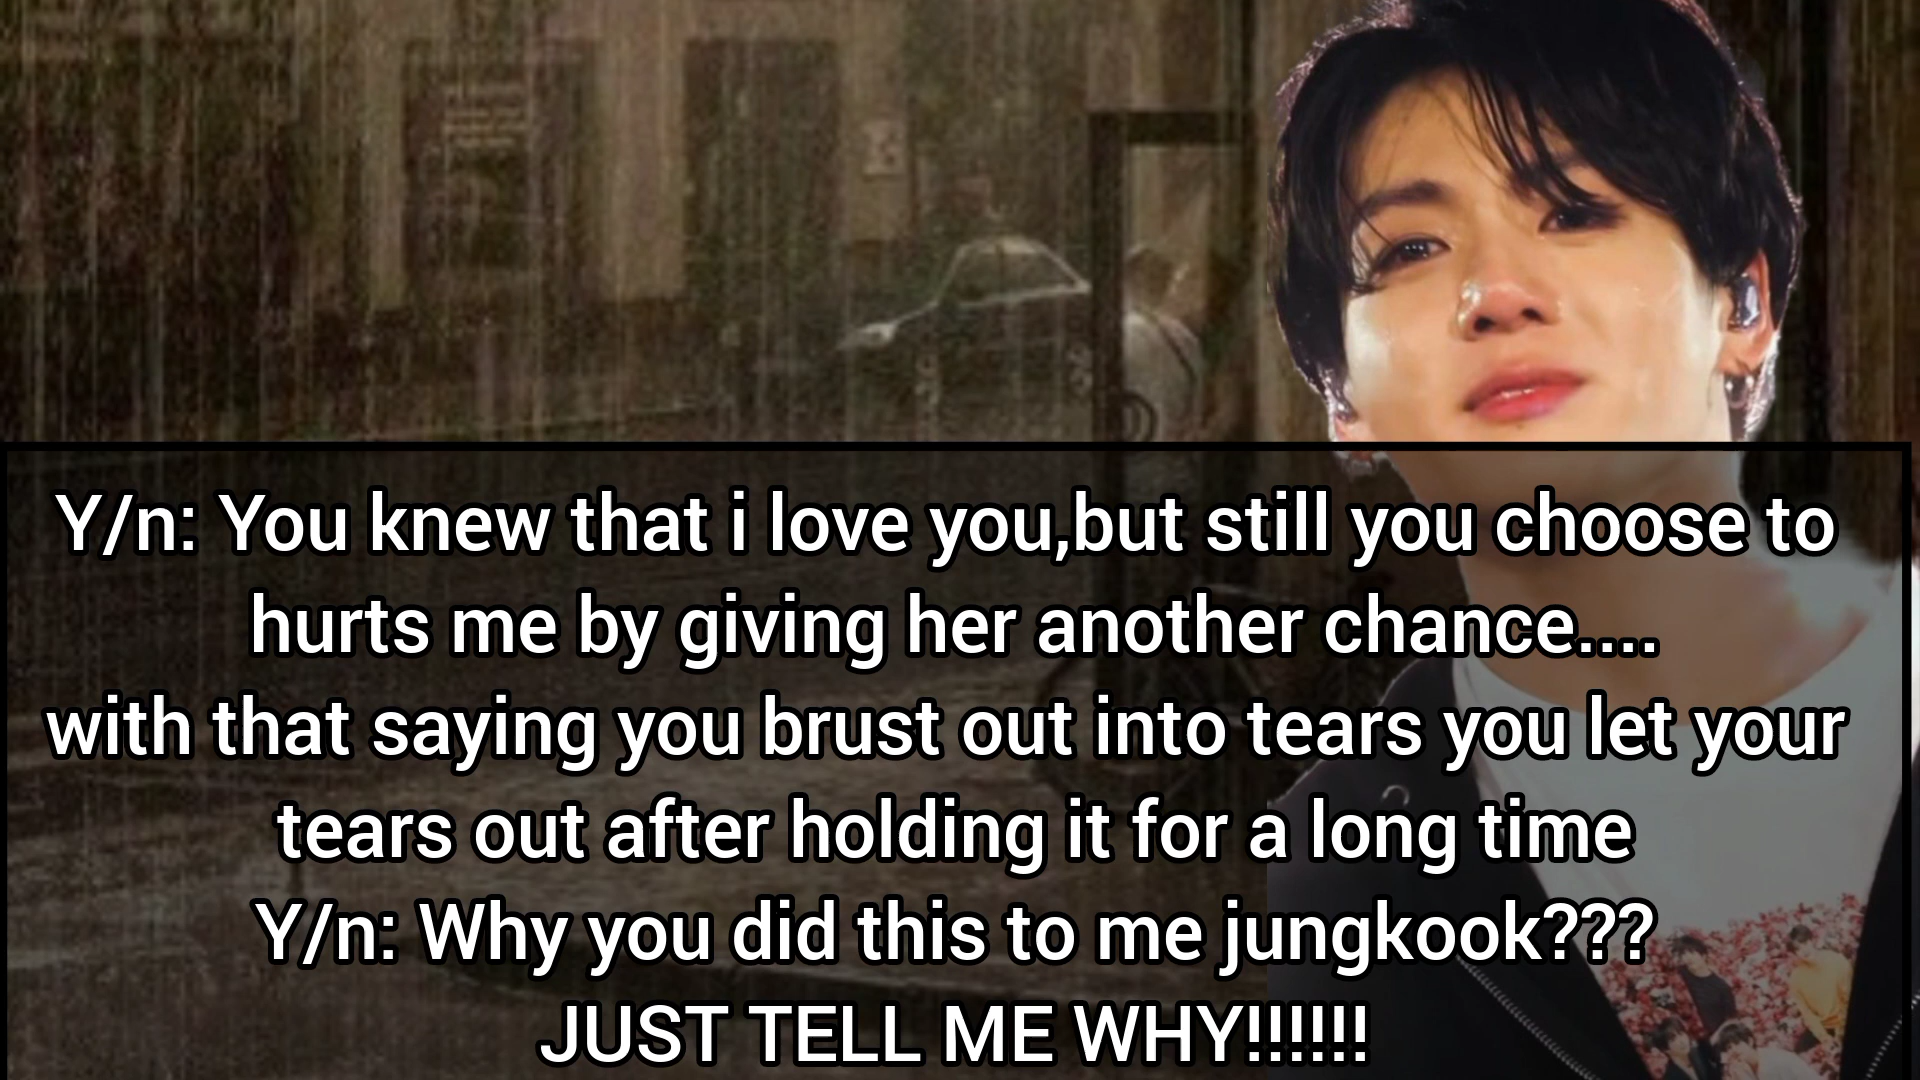 Y/n: You knew that i love you,but still you choose to
hurts me by giving her another chance....
with that saying you brust out into tears you let your
tears out after holding it for a long time
Y/n: Why you did this to me jungkook???
JUST TELL ME WHY!!!!!!